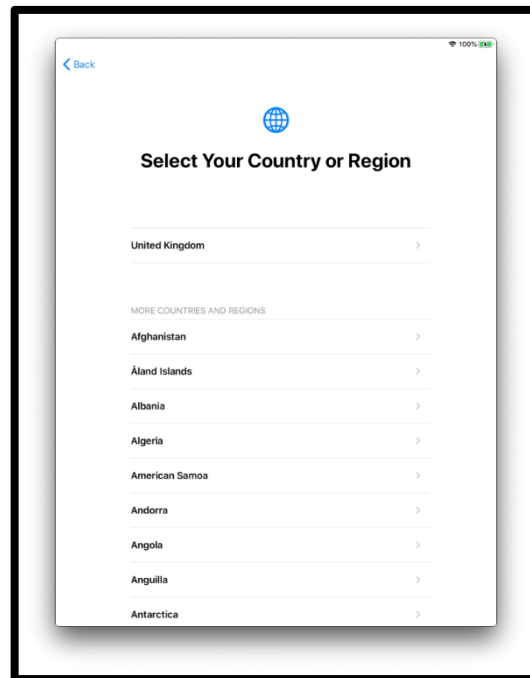 100%
Back
Select Your Country or Region
United Kingdom
MORE COUNTRIES AND REGIONS
Afghanistan
Åland Islands
Albania
Algeria
American Samoa
Andorra
Angola
Anguilla
Antarctica